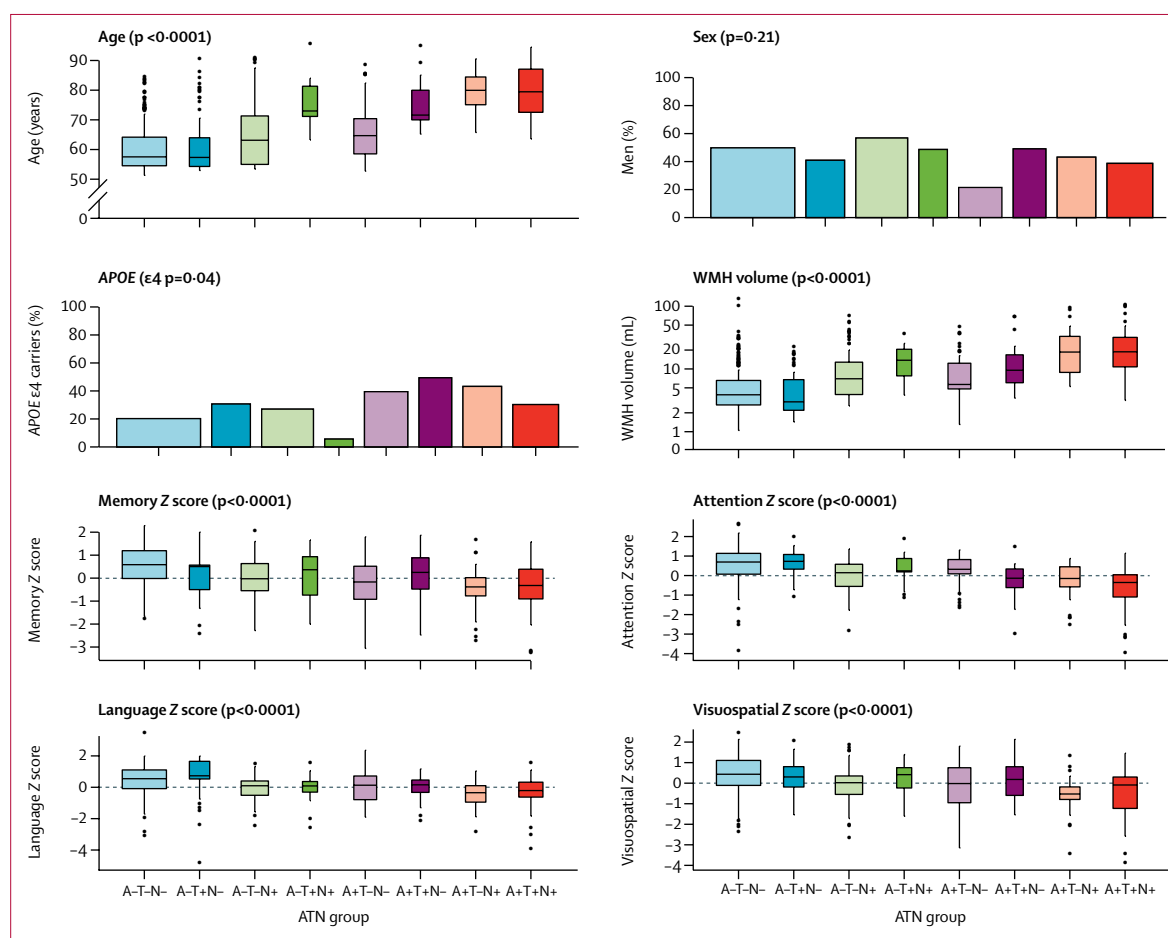 Age (p <0·0001)
Age (years)
90
80
70
60
50
0
Sex (p=0·21)
Men (%)
100
80
60
40
20
0
APOE (ε4 p=0·04)
APOE ε4 carriers (%)
100
80
60
40
20
0
WMH volume (p<0·0001)
WMH volume (mL)
100
50
20
10
5
2
1
0
Memory Z score (p<0·0001)
Memory Z score
2
1
0
−1
−2
−3
Attention Z score (p<0·0001)
Attention Z score
3
2
1
0
−1
−2
−3
−4
Language Z score (p<0·0001)
Language Z score
4
2
0
−2
−4
Visuospatial Z score (p<0·0001)
Visuospatial Z score
2
1
0
−1
−2
−3
−4
A−T−N− A−T+N− A−T−N+ A−T+N+ A+T−N− A+T+N− A+T−N+ A+T+N+
ATN group
A−T−N− A−T+N− A−T−N+ A−T+N+ A+T−N− A+T+N− A+T−N+ A+T+N+
ATN group